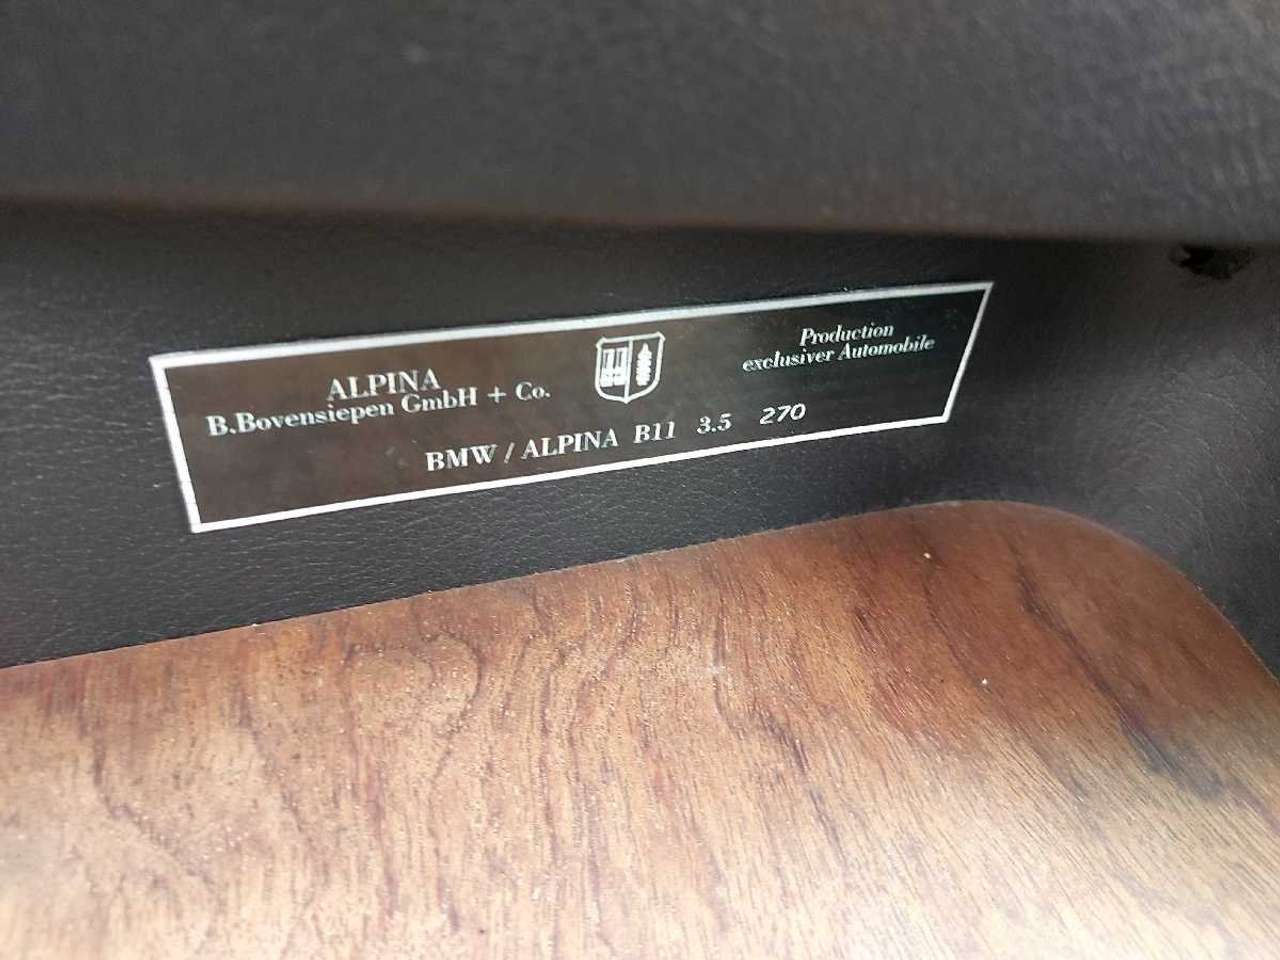 ALPINA
B.Bovensiepen GmbH + Co.
Production
exclusiver Automobile
BMW / ALPINA B11 3.5 270